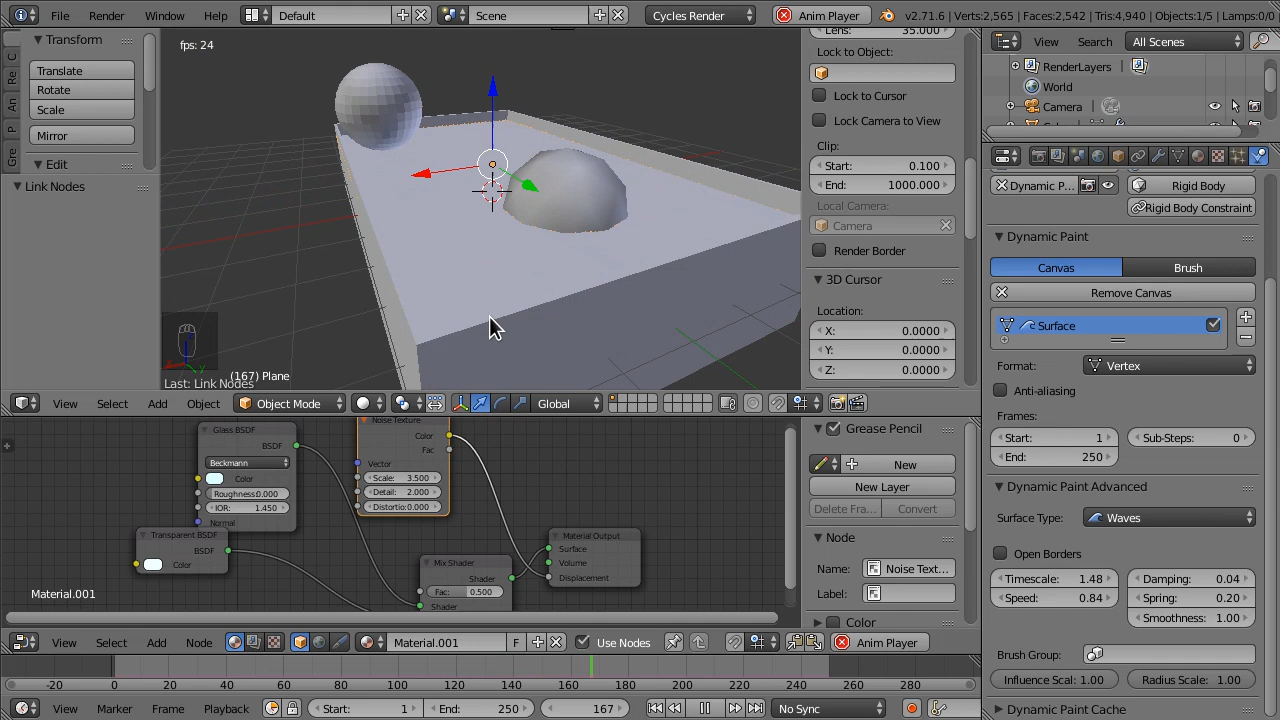 File Render Window Help Default Scene Cycles Render Anim Player v2.71.6 | Verts:2,565 | Faces:2,542 | Tris:4,940 | Objects:1/5 | Lamps:0/0
Transform
Translate
Rotate
Scale
Mirror
Edit
Link Nodes
C
Re
An
P
Gre
fps: 24
(167) Plane
Last: Link Nodes
Lens: 35.000
Lock to Object:
Lock to Cursor
Lock Camera to View
Clip:
Start: 0.100
End: 1000.000
Local Camera:
Camera
Render Border
3D Cursor
Location:
X: 0.0000
Y: 0.0000
Z: 0.0000
View Search All Scenes
RenderLayers
World
Camera
Dynamic P... Rigid Body
Rigid Body Constraint
Dynamic Paint
Canvas Brush
Remove Canvas
Surface
Format: Vertex
Anti-aliasing
Frames:
Start: 1 Sub-Steps: 0
End: 250
Dynamic Paint Advanced
Surface Type: Waves
Open Borders
Timescale: 1.48 Damping: 0.04
Speed: 0.84 Spring: 0.20
Smoothness: 1.00
Brush Group:
Influence Scal: 1.00 Radius Scale: 1.00
Dynamic Paint Cache
View Select Add Object Object Mode Global
Glass BSDF
BSDF
Beckmann
Color
Roughness:0.000
IOR: 1.450
Normal
Transparent BSDF
BSDF
Color
Noise Texture
Color
Fac
Vector
Scale: 3.500
Detail: 2.000
Distortio:0.000
Mix Shader
Shader
Fac: 0.500
Shader
Material Output
Surface
Volume
Displacement
Material.001
Grease Pencil
New
New Layer
Delete Fra... Convert
Node
Name: Noise Text...
Label:
Color
View Select Add Node Material.001 F Use Nodes Anim Player
-20 0 20 40 60 80 100 120 140 160 180 200 220 240 260 280
View Marker Frame Playback Start: 1 End: 250 167 No Sync